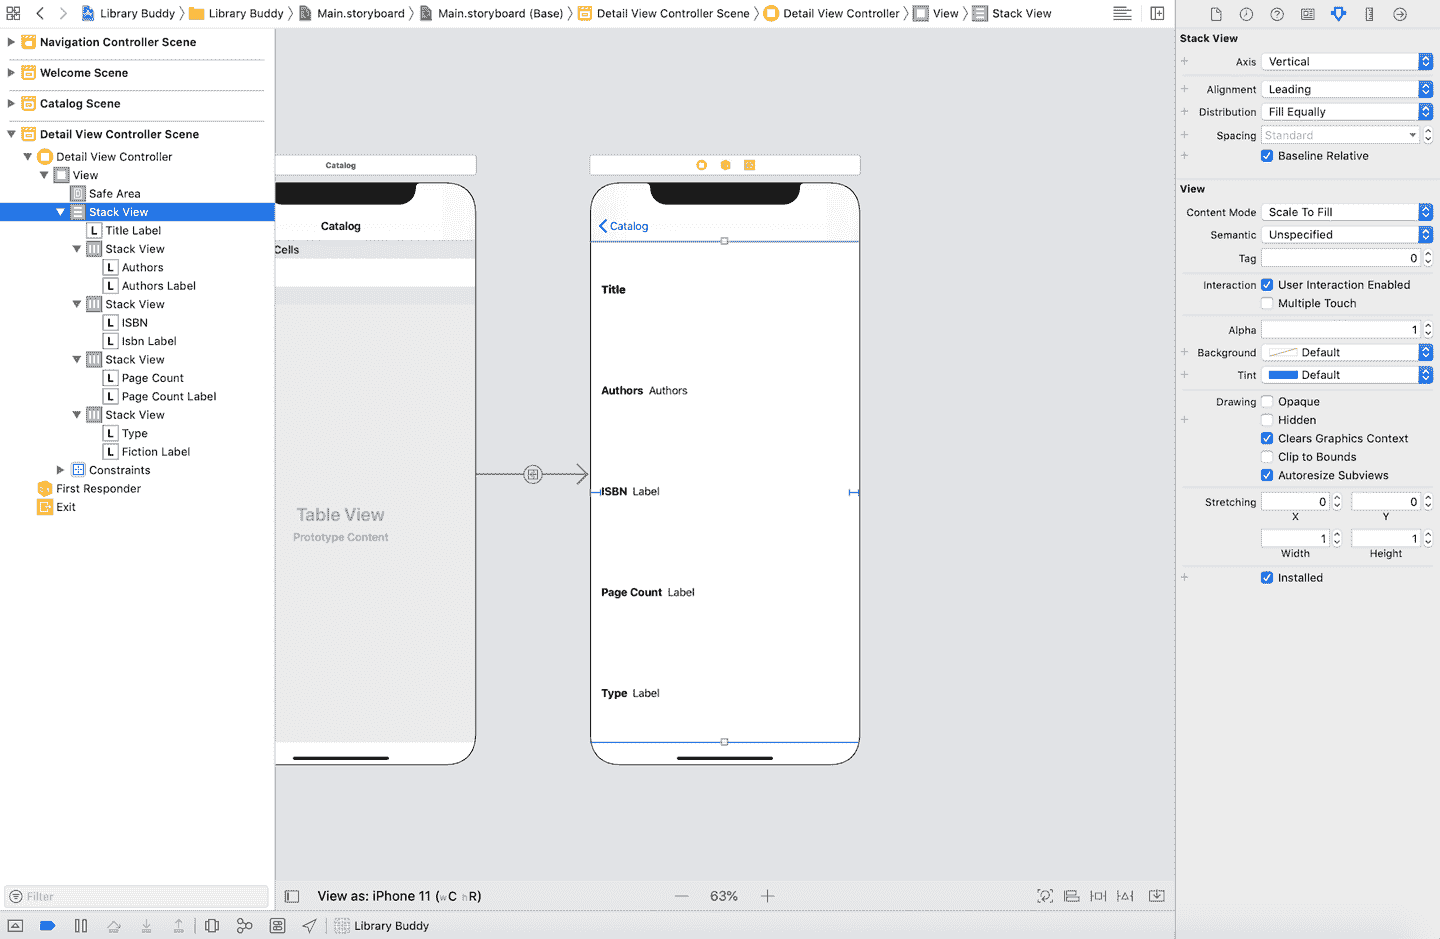 Library Buddy Library Buddy Main.storyboard Main.storyboard (Base) Detail View Controller Scene Detail View Controller View Stack View
Navigation Controller Scene
Welcome Scene
Catalog Scene
Detail View Controller Scene
Detail View Controller
View
Safe Area
Stack View
L Title Label
Stack View
L Authors
L Authors Label
Stack View
L ISBN
L Isbn Label
Stack View
L Page Count
L Page Count Label
Stack View
L Type
L Fiction Label
Constraints
First Responder
Exit
Filter
Catalog
Catalog
Cells
Table View
Prototype Content
Catalog
Title
Authors Authors
ISBN Label
Page Count Label
Type Label
View as: iPhone 11 (wC hR)
63%
Library Buddy
Stack View
Axis Vertical
Alignment Leading
Distribution Fill Equally
Spacing Standard
Baseline Relative
View
Content Mode Scale To Fill
Semantic Unspecified
Tag 0
Interaction User Interaction Enabled
Multiple Touch
Alpha 1
Background Default
Tint Default
Drawing Opaque
Hidden
Clears Graphics Context
Clip to Bounds
Autoresize Subviews
Stretching 0 0
X Y
1 1
Width Height
Installed